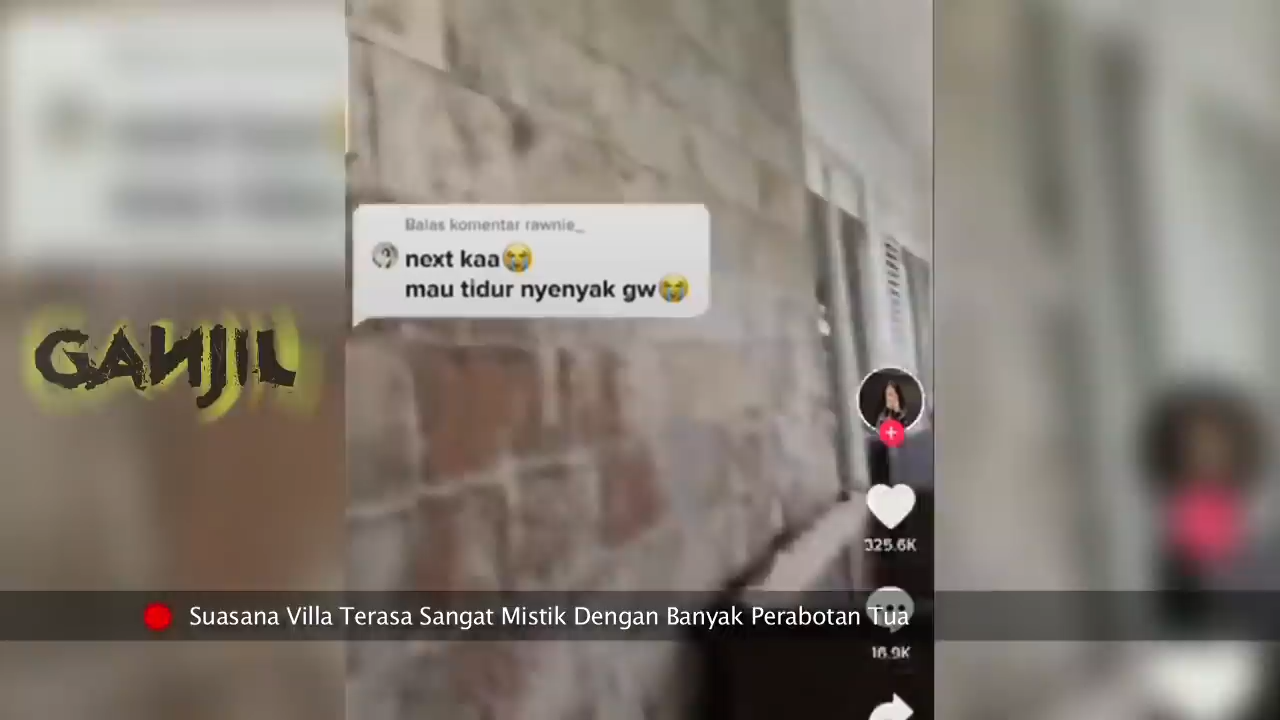 Balas komentar rawnie_
next kaa😭
mau tidur nyenyak gw😭
GANJIL
325.6K
Suasana Villa Terasa Sangat Mistik Dengan Banyak Perabotan Tua
16.9K